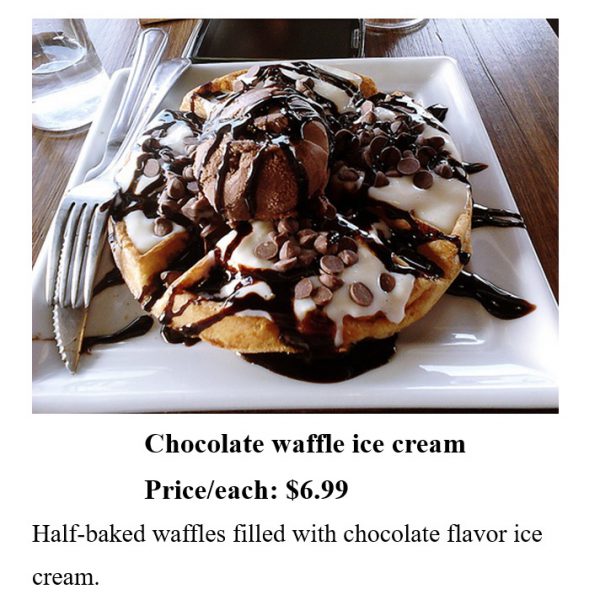 Chocolate waffle ice cream
Price/each: $6.99
Half-baked waffles filled with chocolate flavor ice
cream.